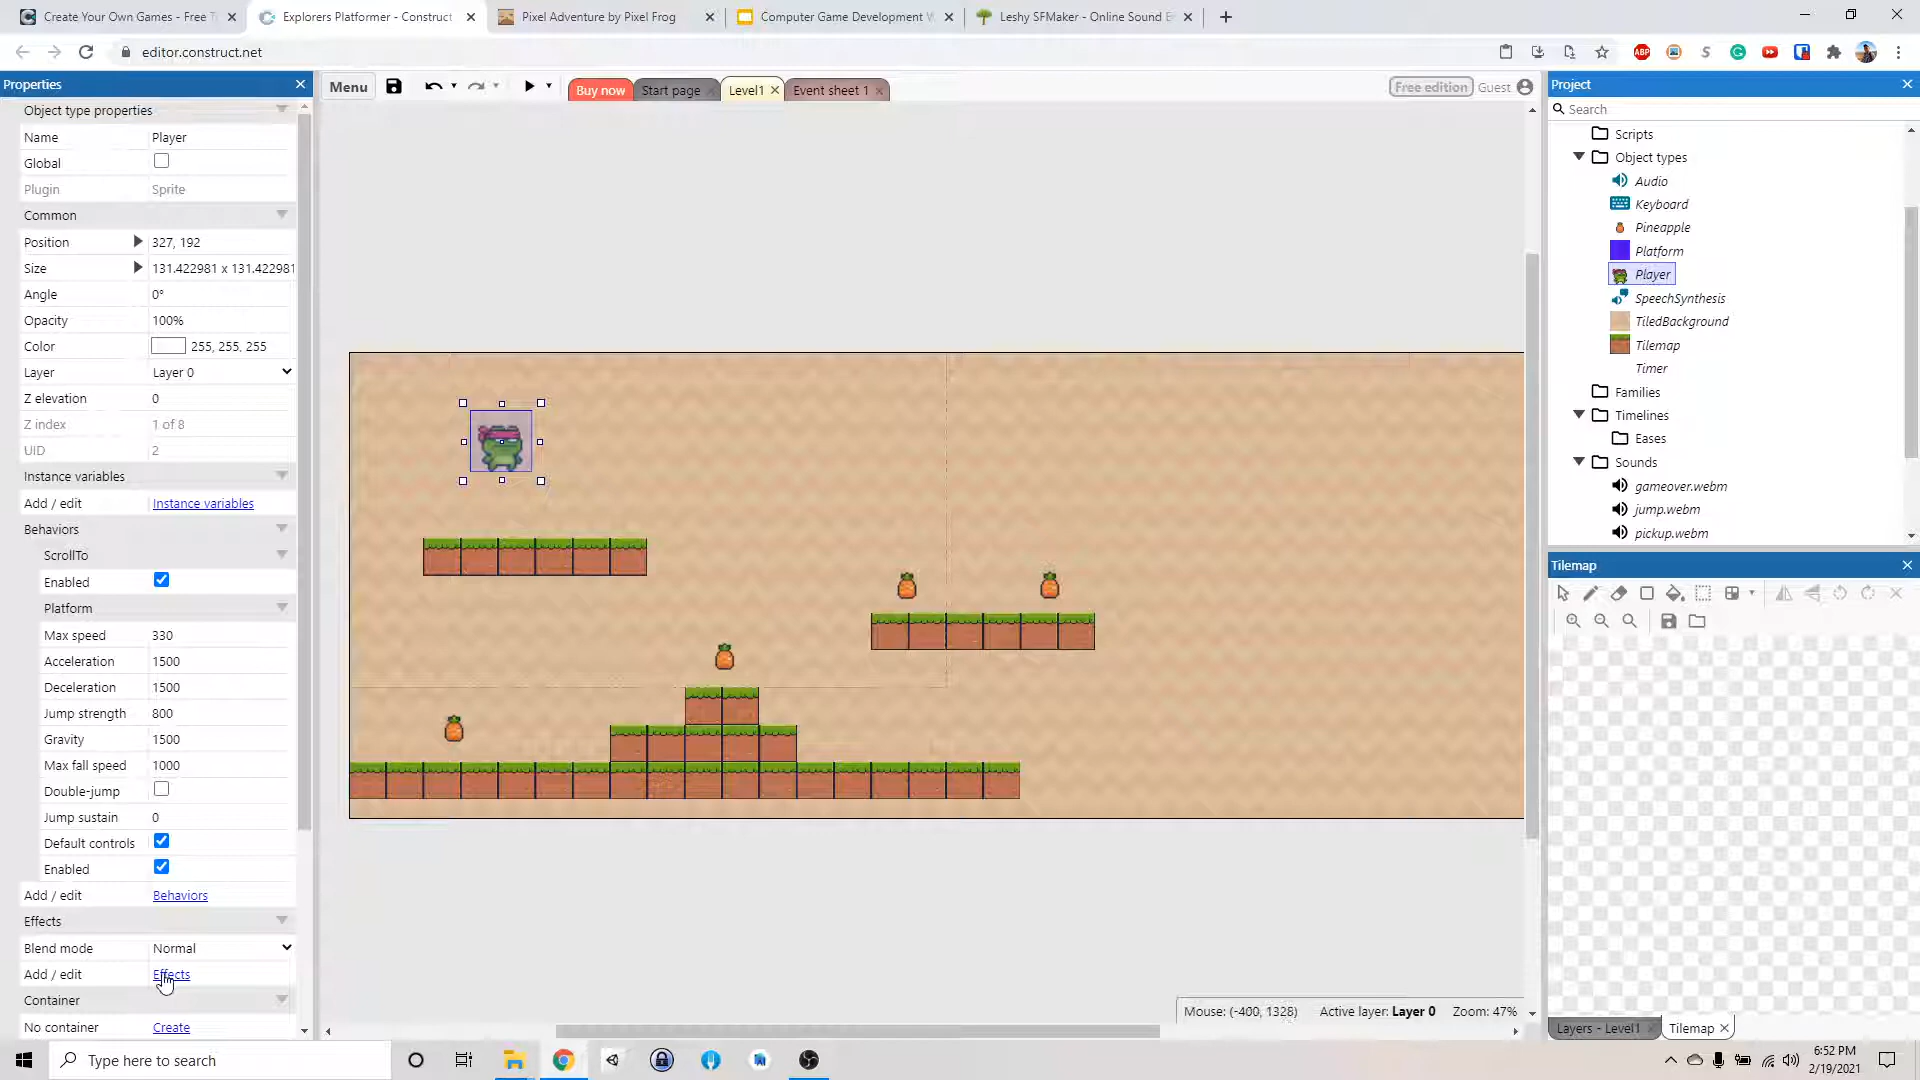 Create Your Own Games - Free T
Explorers Platformer - Construct
Pixel Adventure by Pixel Frog
Computer Game Development
Leshy SFMaker - Online Sound E
editor.construct.net
ABP
Properties
Object type properties
Name Player
Global
Plugin Sprite
Common
Position 327, 192
Size 131.422981 x 131.422981
Angle 0°
Opacity 100%
Color 255, 255, 255
Layer Layer 0
Z elevation 0
Z index 1 of 8
UID 2
Instance variables
Add / edit Instance variables
Behaviors
ScrollTo
Enabled
Platform
Max speed 330
Acceleration 1500
Deceleration 1500
Jump strength 800
Gravity 1500
Max fall speed 1000
Double-jump
Jump sustain 0
Default controls
Enabled
Add / edit Behaviors
Effects
Blend mode Normal
Add / edit Effects
Container
No container Create
Menu
Buy now
Start page
Level1
Event sheet 1
Free edition
Guest
Mouse: (-400, 1328) Active layer: Layer 0 Zoom: 47%
Project
Search
Scripts
Object types
Audio
Keyboard
Pineapple
Platform
Player
SpeechSynthesis
TiledBackground
Tilemap
Timer
Families
Timelines
Eases
Sounds
gameover.webm
jump.webm
pickup.webm
Tilemap
Layers - Level1
Tilemap
Type here to search
6:52 PM
2/19/2021